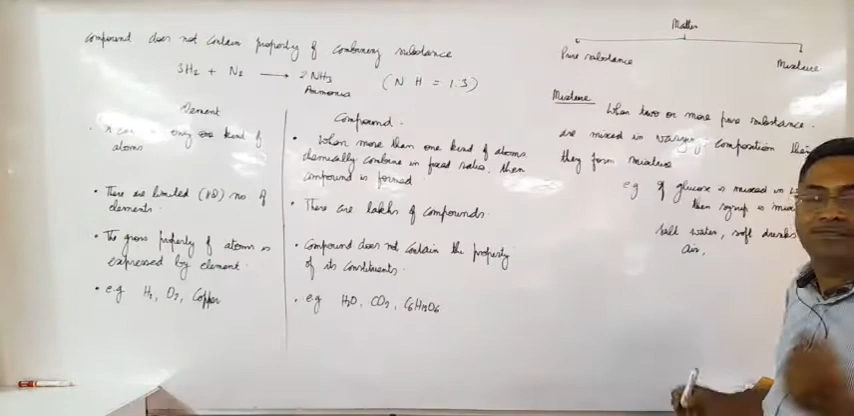 Compound does not contain property of combining substance
3H2 + N2 ⟶ 2NH3 (N H = 1:3)
Ammonia
Element
only one kind of
atoms
• There are limited no of
elements.
• The gross property of atoms is
expressed by element.
• e.g H2, O2, Copper
Compound.
• When more than one kind of atoms
chemically combine in fixed ratio. then
compound is formed
• There are lakhs of compounds.
• Compound does not contain the property
of its constituents.
• e.g H2O, CO2, C6H12O6
Matter
Pure substance Mixture
Mixture
When two or more pure substance.
are mixed in varying composition then
they form mixture
e.g If glucose is mixed in
then syrup is
salt water, soft drinks
air,